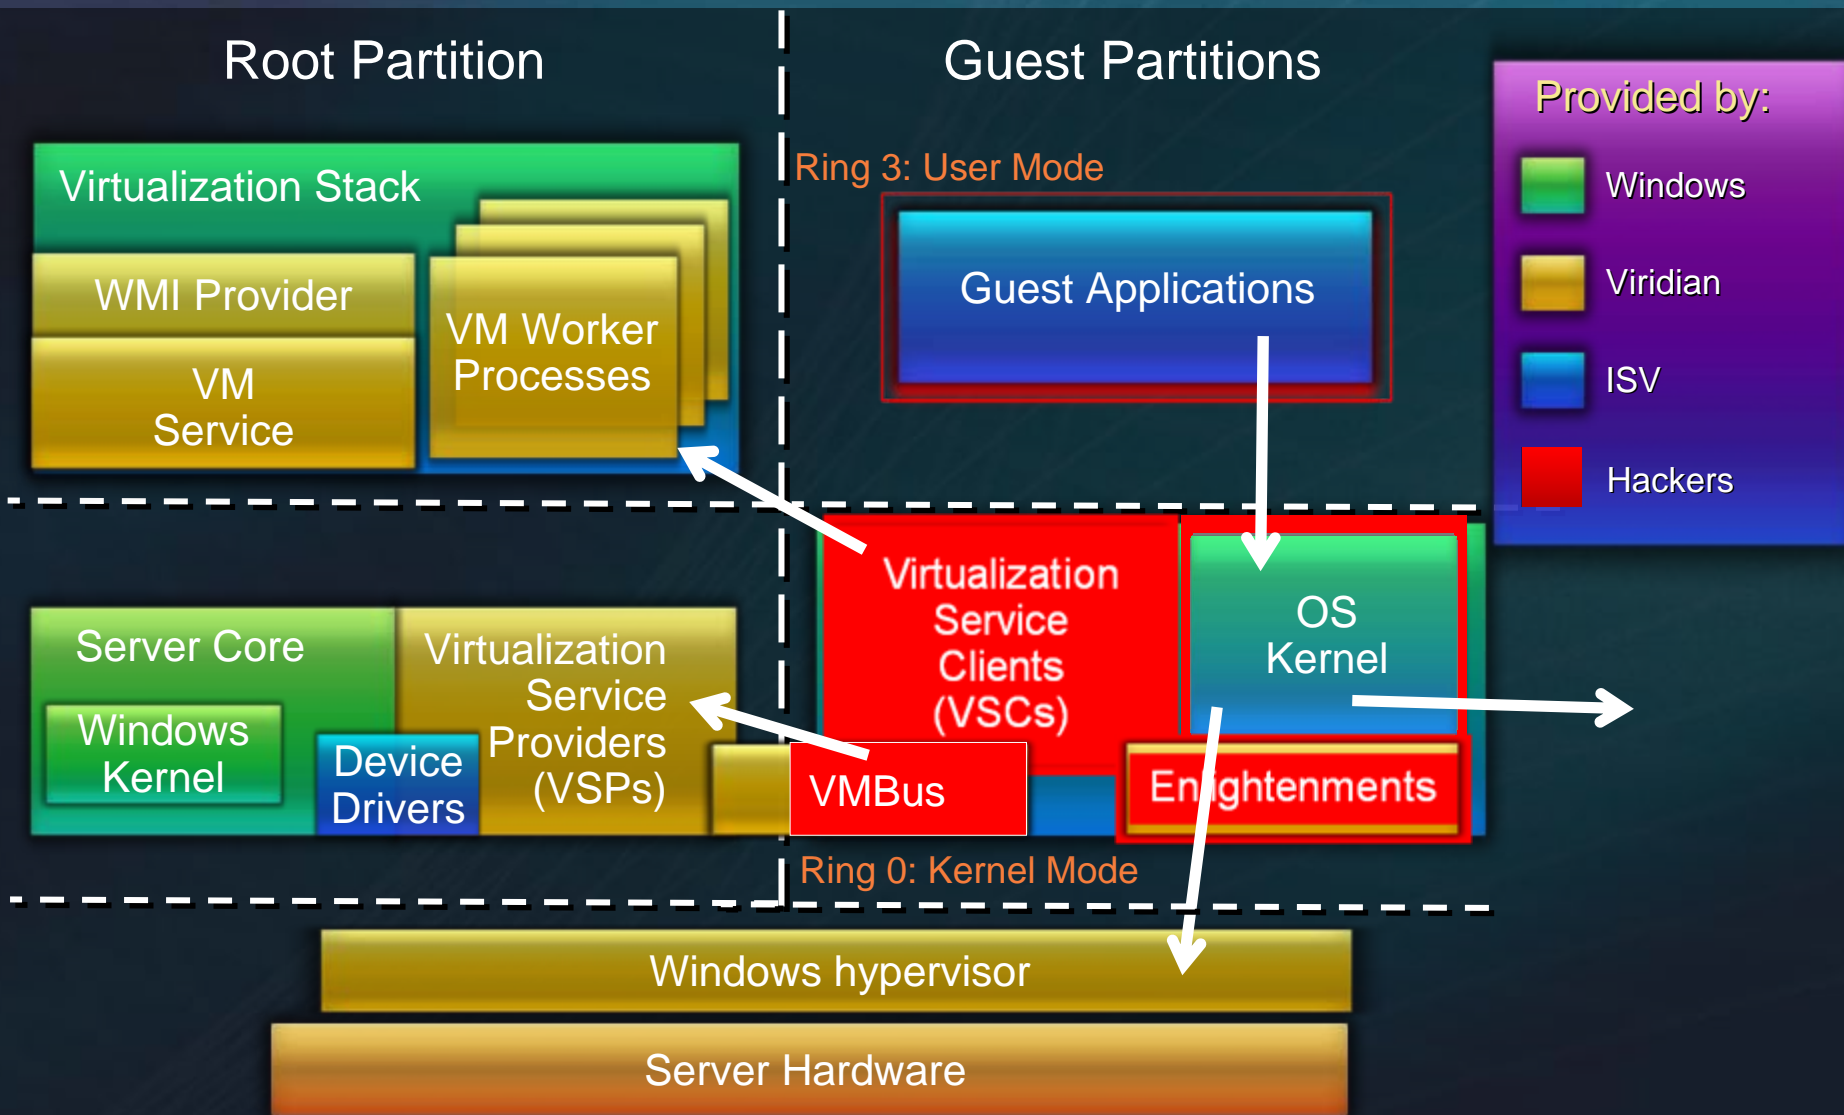 Root Partition
Guest Partitions
Provided by:
Windows
Viridian
ISV
Hackers
Ring 3: User Mode
Virtualization Stack
WMI Provider
VM
Service
VM Worker
Processes
Guest Applications
Server Core
Windows
Kernel
Device
Drivers
Virtualization
Service
Providers
(VSPs)
Virtualization
Service
Clients
(VSCs)
OS
Kernel
VMBus
Enlightenments
Ring 0: Kernel Mode
Windows hypervisor
Server Hardware